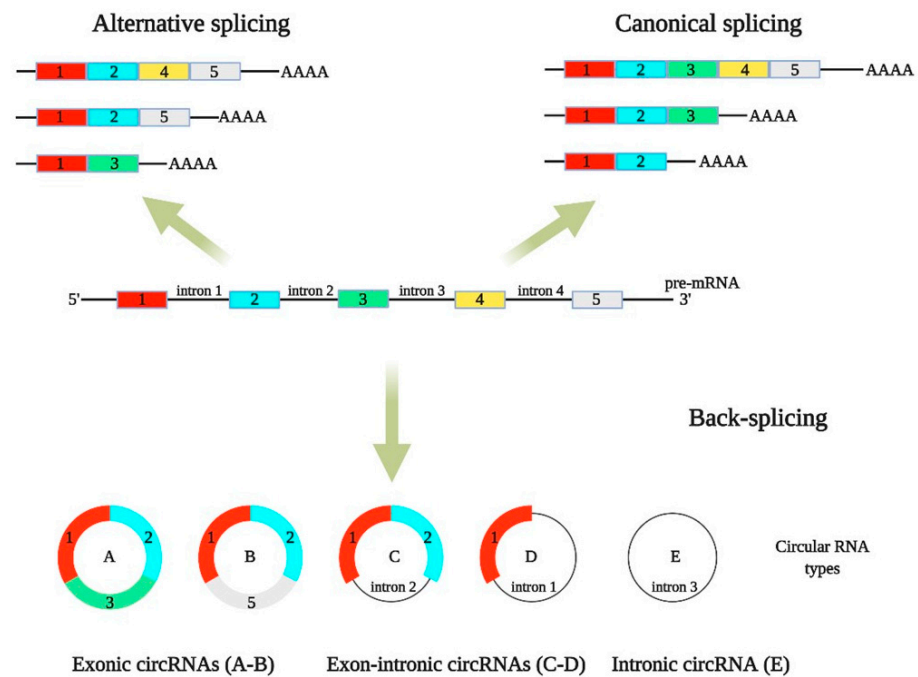 Alternative splicing
Canonical splicing
1 2 4 5 AAAA
1 2 3 4 5 AAAA
1 2 5 AAAA
1 2 3 AAAA
1 3 AAAA
1 2 AAAA
5' 1 intron 1 2 intron 2 3 intron 3 4 intron 4 5 pre-mRNA 3'
Back-splicing
1 A 2 3
1 B 2 5
1 C 2 intron 2
1 D intron 1
E intron 3
Circular RNA
types
Exonic circRNAs (A-B)
Exon-intronic circRNAs (C-D)
Intronic circRNA (E)